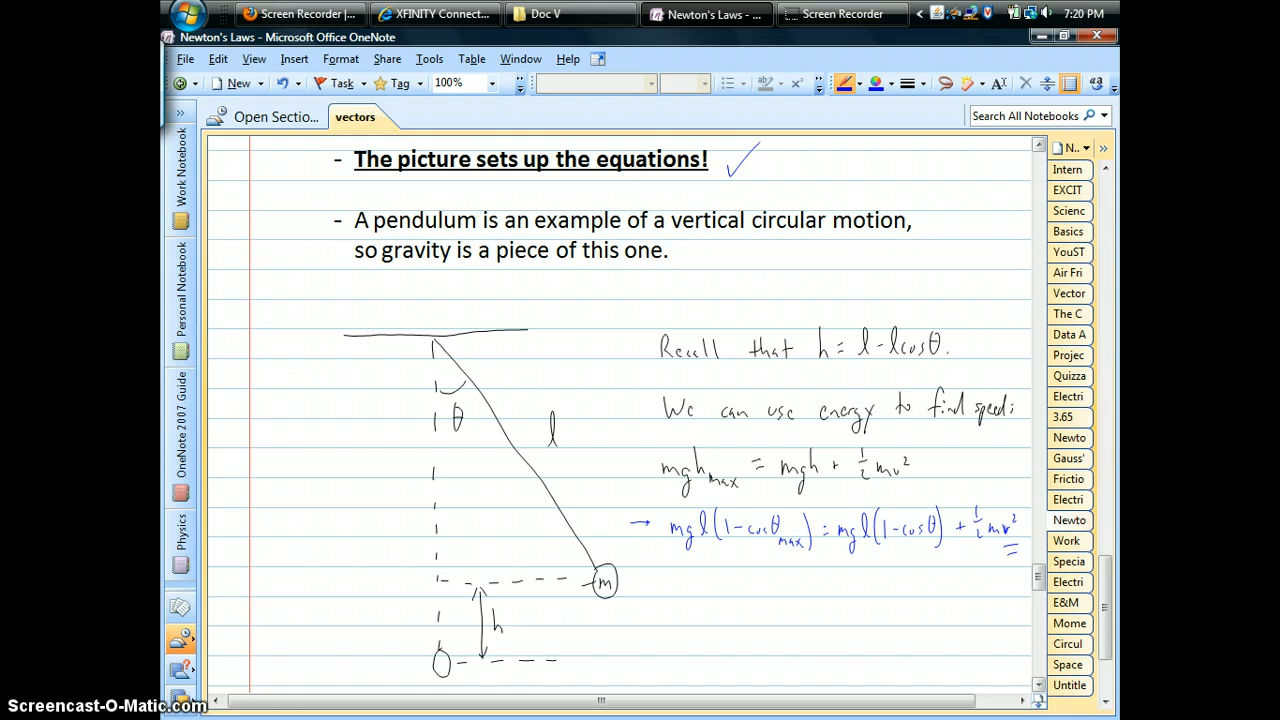 Screen Recorder |...
XFINITY Connect...
Doc V
Newton's Laws - ...
Screen Recorder
7:20 PM
Newton's Laws - Microsoft Office OneNote
File Edit View Insert Format Share Tools Table Window Help
New Task Tag 100%
Open Sectio... vectors
Search All Notebooks
Work Notebook
Personal Notebook
OneNote 2007 Guide
Physics
- The picture sets up the equations! ✓
- A pendulum is an example of a vertical circular motion,
so gravity is a piece of this one.
Recall that h = l - lcosθ.
We can use energy to find speed:
mgh_max = mgh + ½mv²
→ mgl(1-cosθ_max) = mgl(1-cosθ) + ½mv²
θ
l
m
h
N...
Intern
EXCIT
Scienc
Basics
YouST
Air Fri
Vector
The C
Data A
Projec
Quizza
Electri
3.65
Newto
Gauss'
Frictio
Electri
Newto
Work
Specia
Electri
E&M
Mome
Circul
Space
Untitle
Screencast-O-Matic.com